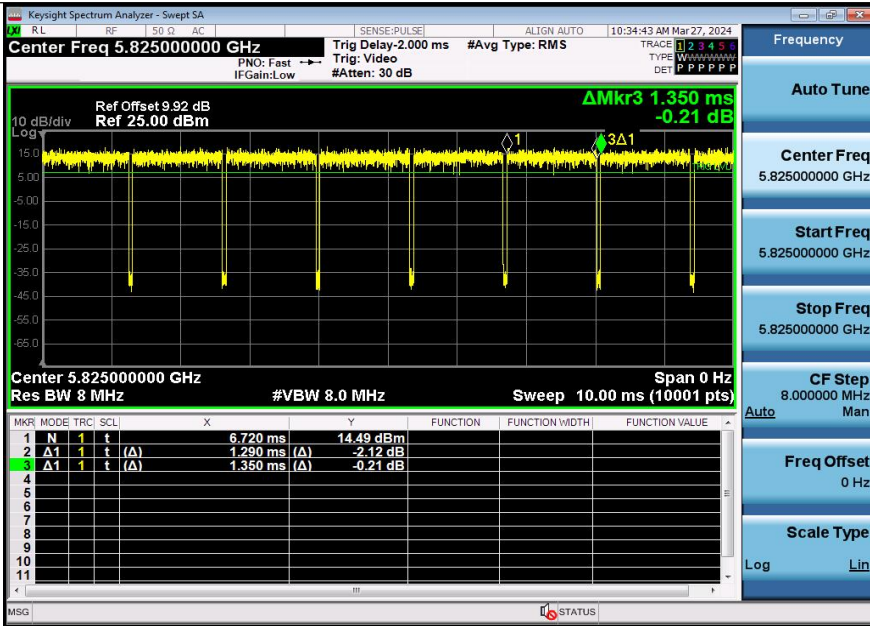 Keysight Spectrum Analyzer - Swept SA
LXI RL RF 50 Ω AC SENSE:PULSE ALIGN AUTO 10:34:43 AM Mar 27, 2024
Center Freq 5.825000000 GHz
PNO: Fast
IFGain:Low
Trig Delay-2.000 ms
Trig: Video
#Atten: 30 dB
#Avg Type: RMS
TRACE 1 2 3 4 5 6
TYPE WWWWWW
DET P P P P P P
ΔMkr3 1.350 ms
-0.21 dB
Ref Offset 9.92 dB
10 dB/div Ref 25.00 dBm
Log
1
3Δ1
15.0
5.00
-5.00
-15.0
-25.0
-35.0
-45.0
-55.0
-65.0
Center 5.825000000 GHz Span 0 Hz
Res BW 8 MHz #VBW 8.0 MHz Sweep 10.00 ms (10001 pts)
MKR MODE TRC SCL X Y FUNCTION FUNCTION WIDTH FUNCTION VALUE
1 N 1 t 6.720 ms 14.49 dBm
2 Δ1 1 t (Δ) 1.290 ms (Δ) -2.12 dB
3 Δ1 1 t (Δ) 1.350 ms (Δ) -0.21 dB
4
5
6
7
8
9
10
11
MSG STATUS
Frequency
Auto Tune
Center Freq
5.825000000 GHz
Start Freq
5.825000000 GHz
Stop Freq
5.825000000 GHz
CF Step
8.000000 MHz
Auto Man
Freq Offset
0 Hz
Scale Type
Log Lin